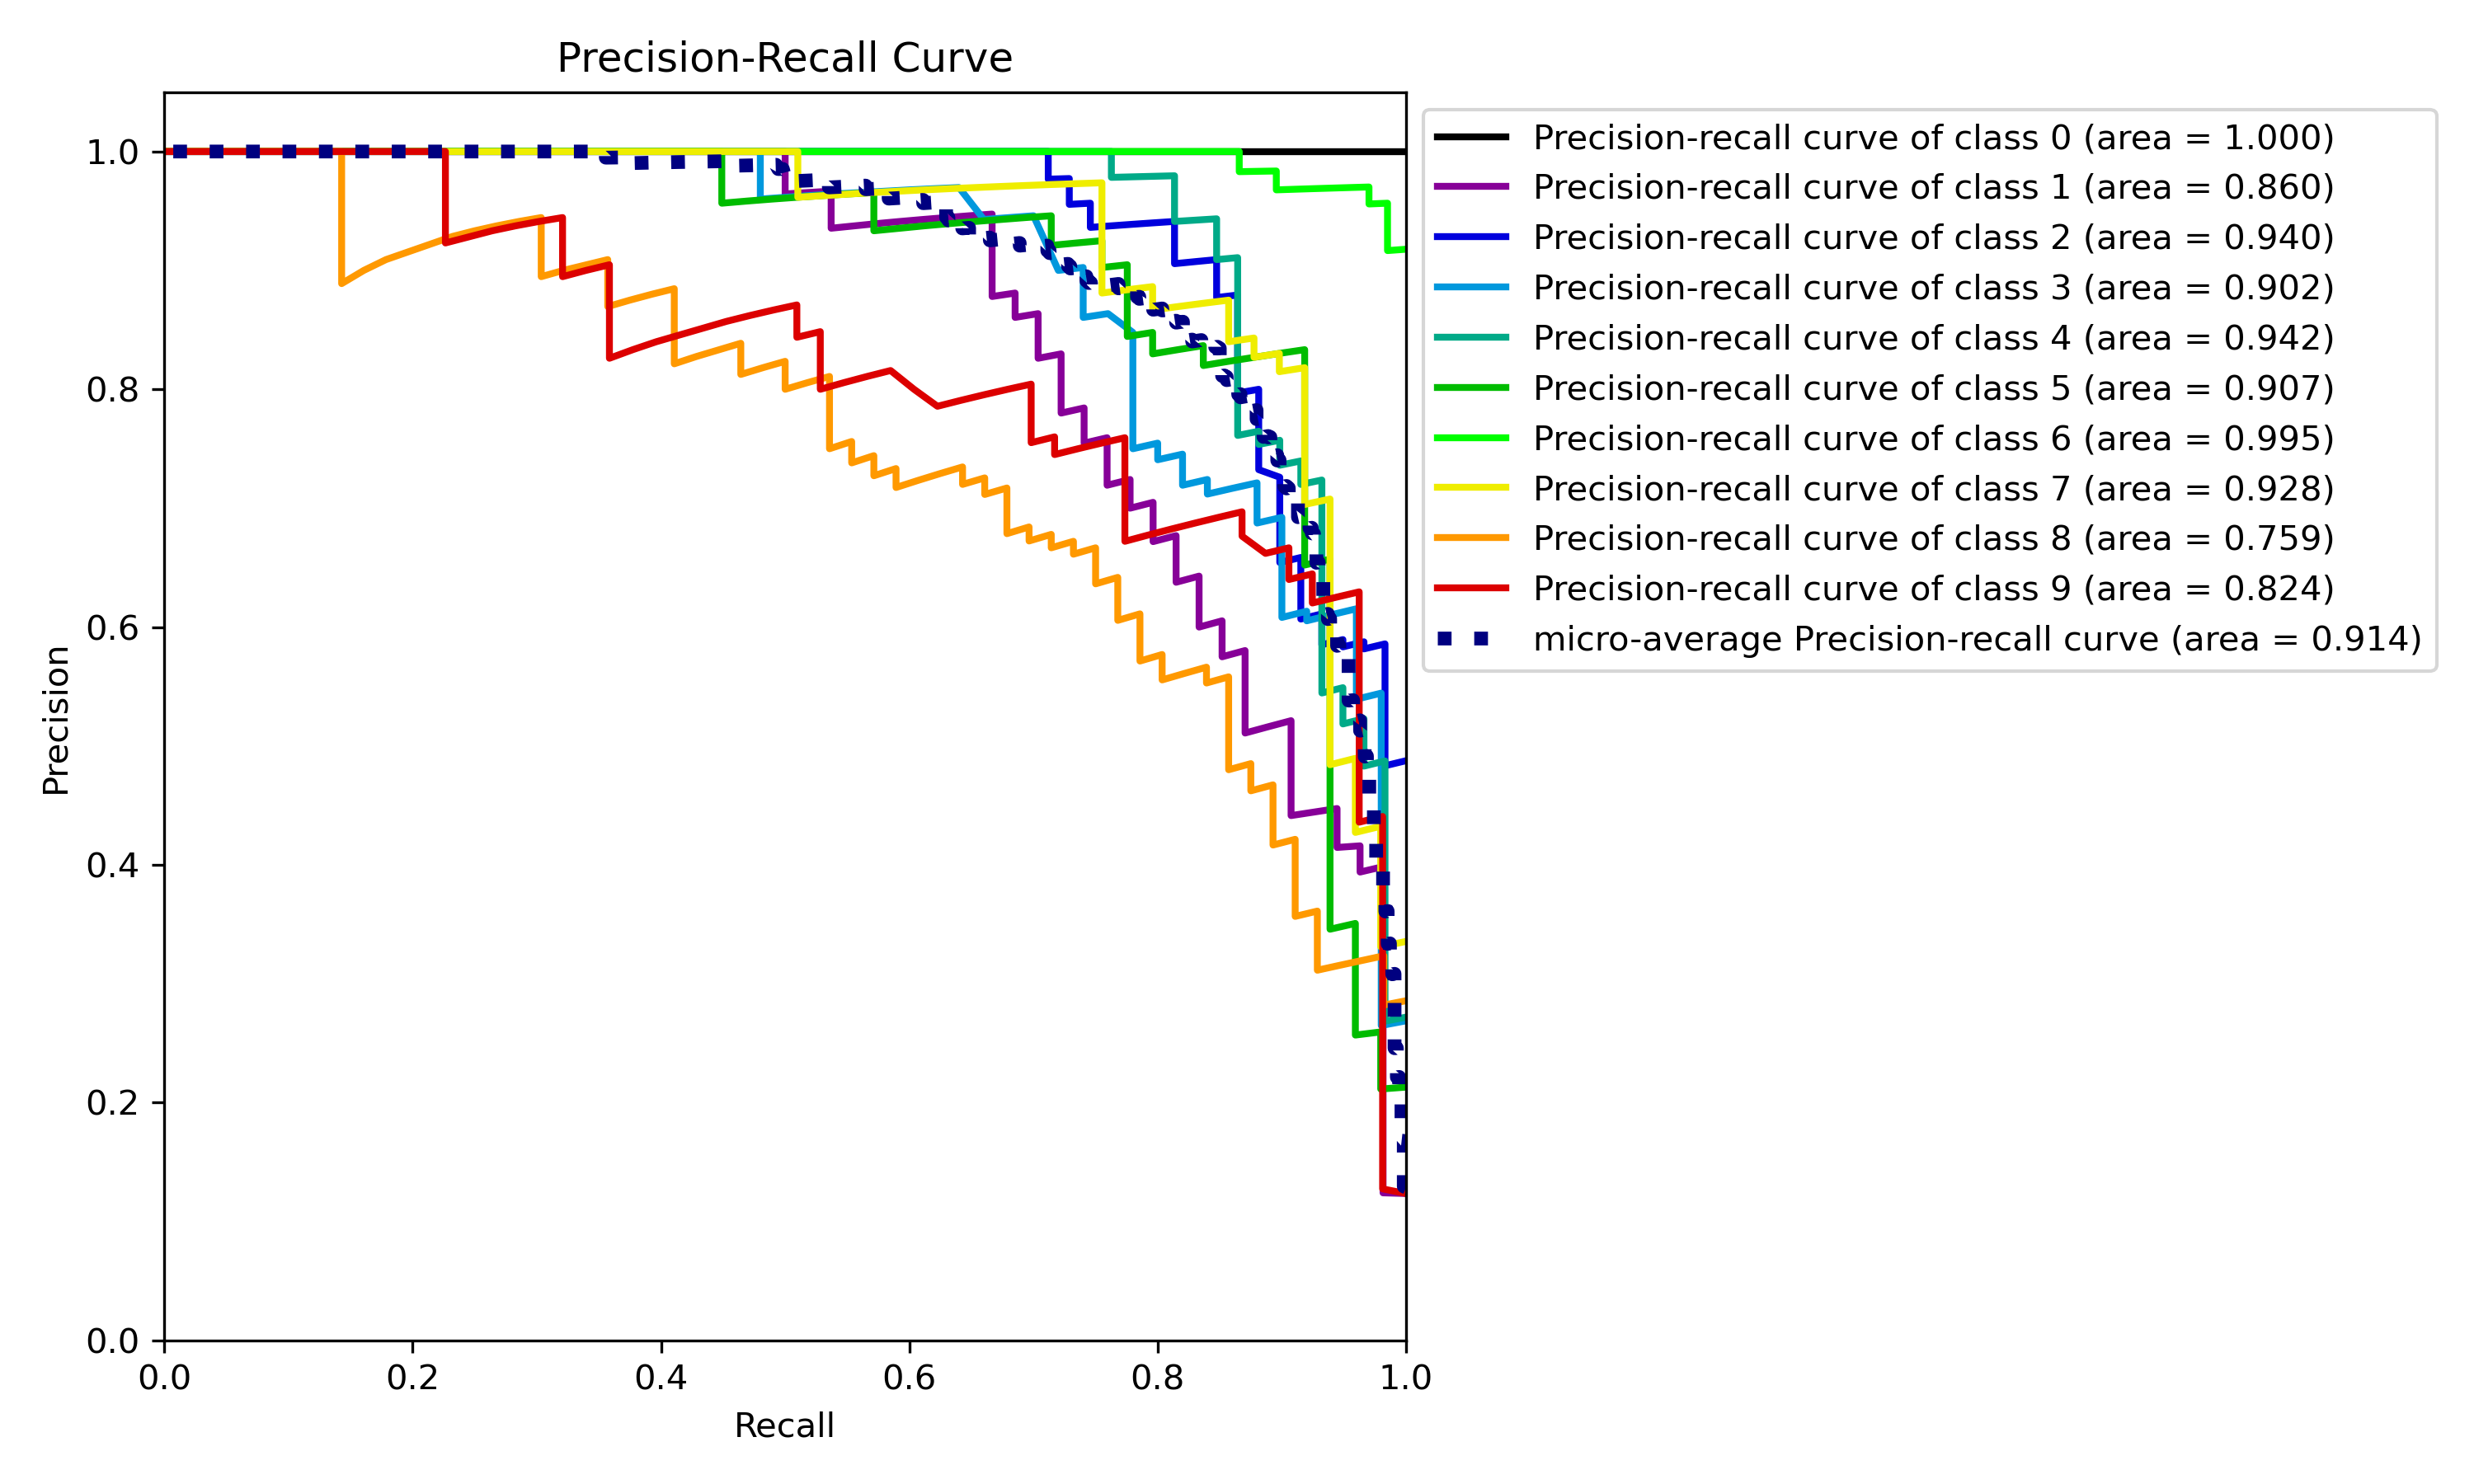 Precision-Recall Curve
1.0
0.8
0.6
0.4
0.2
0.0
Precision
0.0 0.2 0.4 0.6 0.8 1.0
Recall
Precision-recall curve of class 0 (area = 1.000)
Precision-recall curve of class 1 (area = 0.860)
Precision-recall curve of class 2 (area = 0.940)
Precision-recall curve of class 3 (area = 0.902)
Precision-recall curve of class 4 (area = 0.942)
Precision-recall curve of class 5 (area = 0.907)
Precision-recall curve of class 6 (area = 0.995)
Precision-recall curve of class 7 (area = 0.928)
Precision-recall curve of class 8 (area = 0.759)
Precision-recall curve of class 9 (area = 0.824)
micro-average Precision-recall curve (area = 0.914)